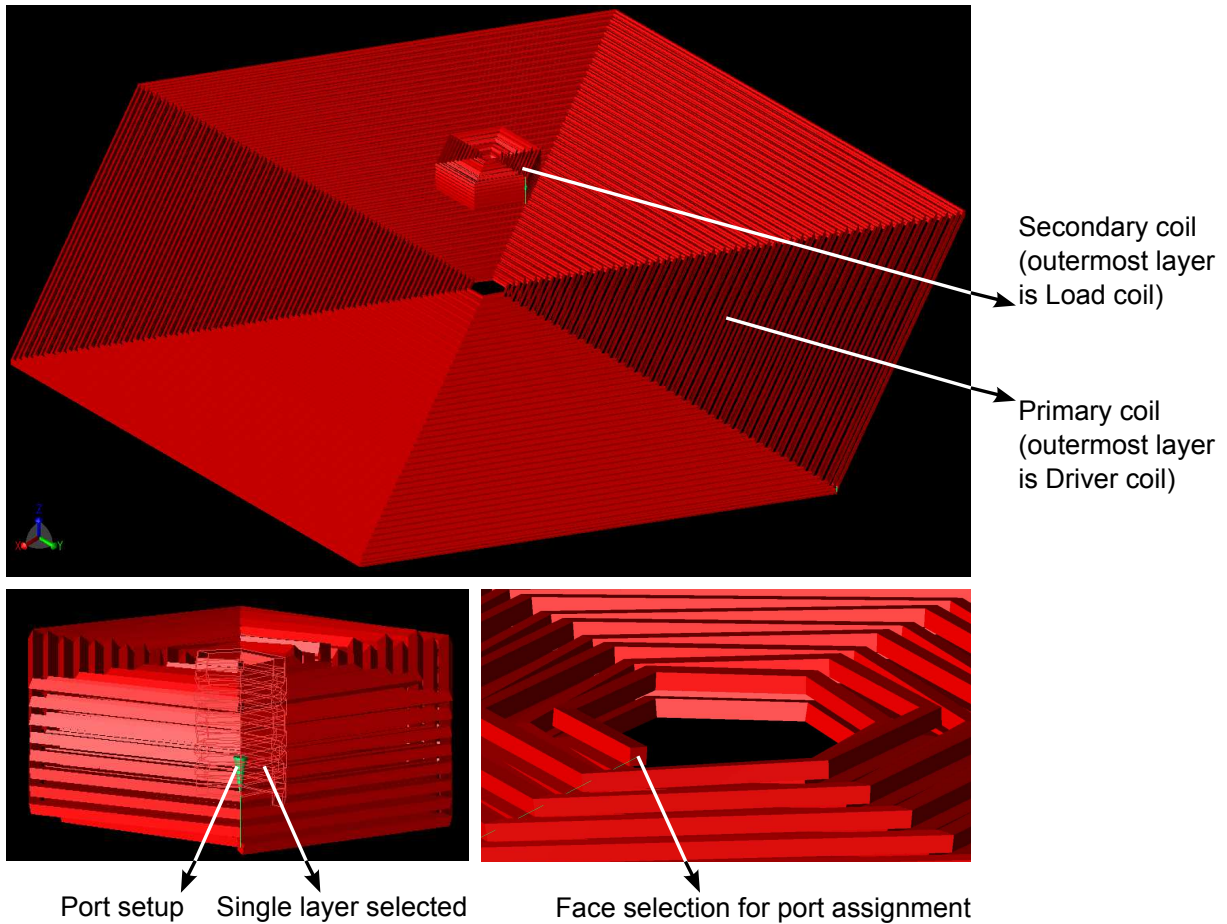 Secondary coil
(outermost layer
is Load coil)
Primary coil
(outermost layer
is Driver coil)
Z
X
Y
Port setup
Single layer selected
Face selection for port assignment